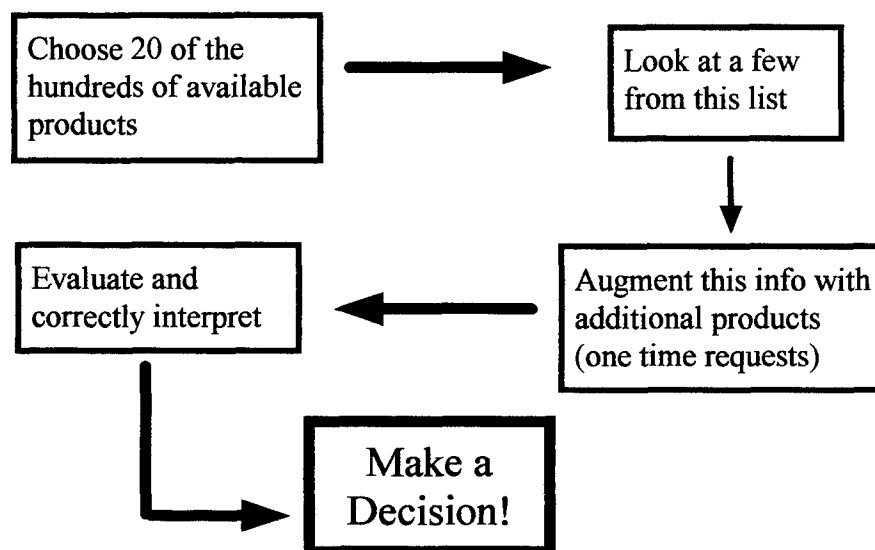 Choose 20 of the
hundreds of available
products
Look at a few
from this list
Augment this info with
additional products
(one time requests)
Evaluate and
correctly interpret
Make a
Decision!